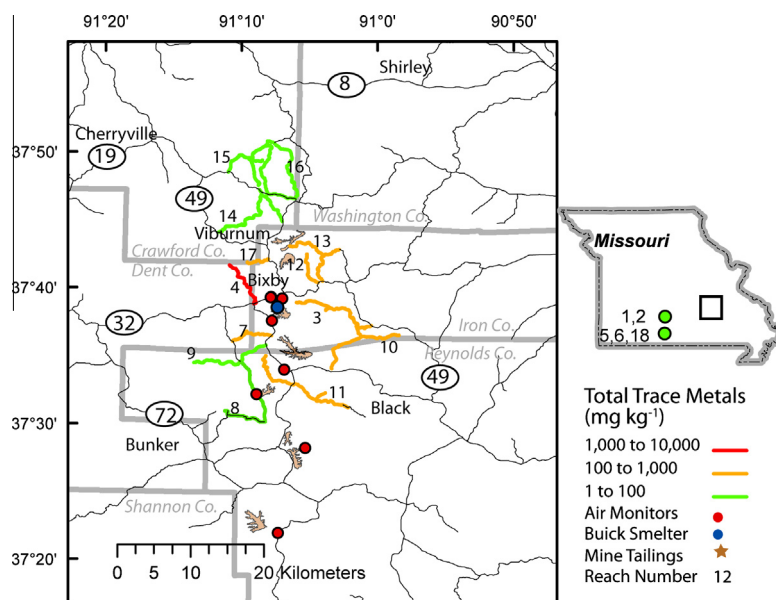 91°20' 91°10' 91°0' 90°50'
8
Shirley
Cherryville
19
37°50'
15
16
49
14
Washington Co.
Viburnum
13
Crawford Co.
17
12
Dent Co.
Bixby
37°40'
4
3
32
7
Iron Co.
10
9
Reynolds Co.
49
11
72
8
Black
37°30'
Bunker
Shannon Co.
37°20'
0 5 10 20 Kilometers
Missouri
1,2
5,6,18
Total Trace Metals
(mg kg-1)
1,000 to 10,000
100 to 1,000
1 to 100
Air Monitors
Buick Smelter
Mine Tailings
Reach Number 12